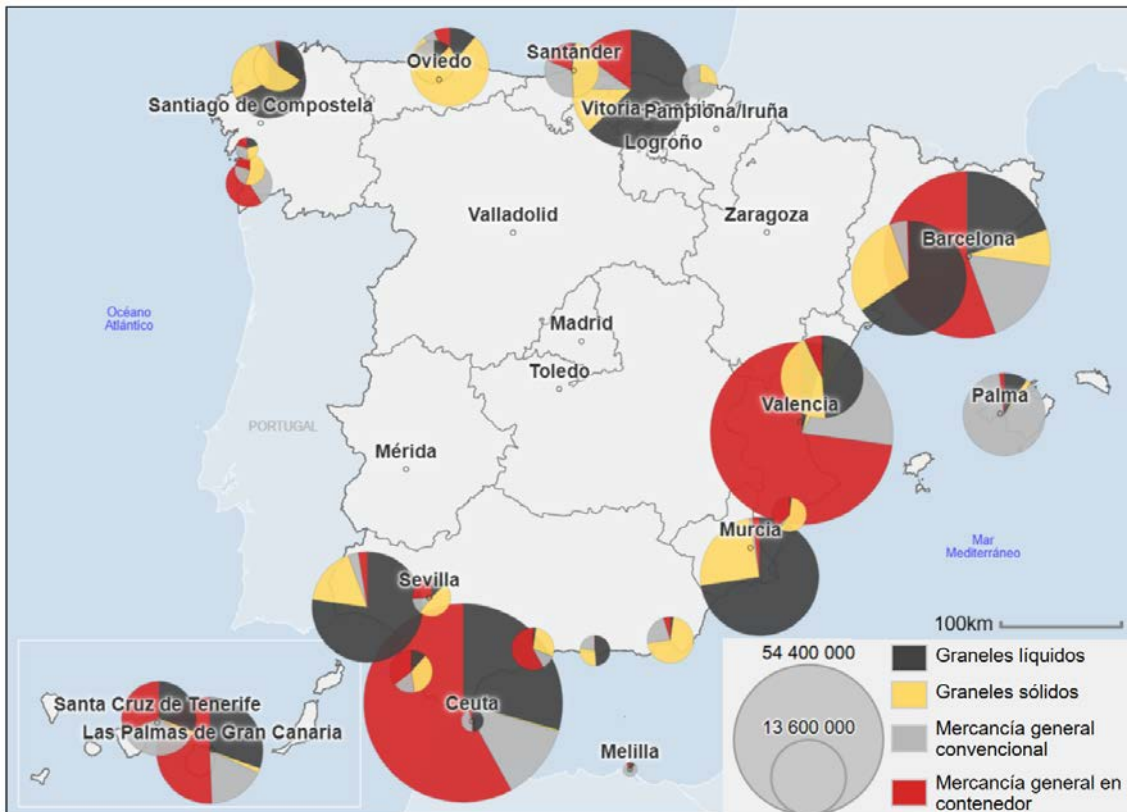 Oviedo
Santander
Santiago de Compostela
Vitoria-
Pamplona/Iruña
Logroño
Valladolid
Zaragoza
Barcelona
Océano
Atlántico
Madrid
Toledo
Palma
Valencia
PORTUGAL
Mérida
Murcia
Mar
Mediterráneo
Sevilla
100km
54 400 000
Graneles líquidos
Graneles sólidos
13 600 000
Mercancía general
convencional
Mercancía general en
contenedor
Santa Cruz de Tenerife
Las Palmas de Gran Canaria
Ceuta
Melilla